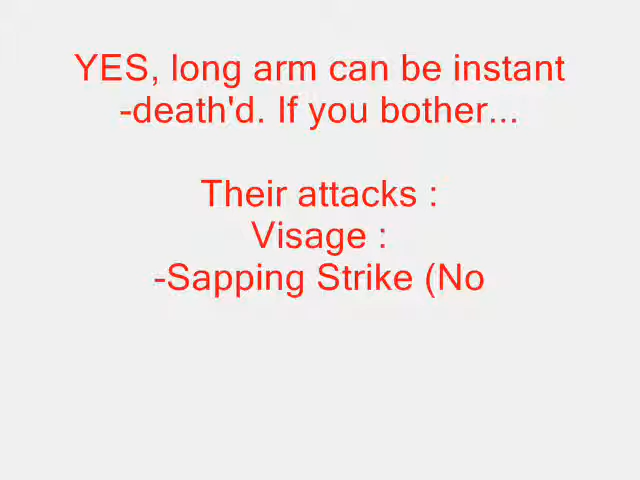 YES, long arm can be instant
-death'd. If you bother...
Their attacks :
Visage :
-Sapping Strike (No